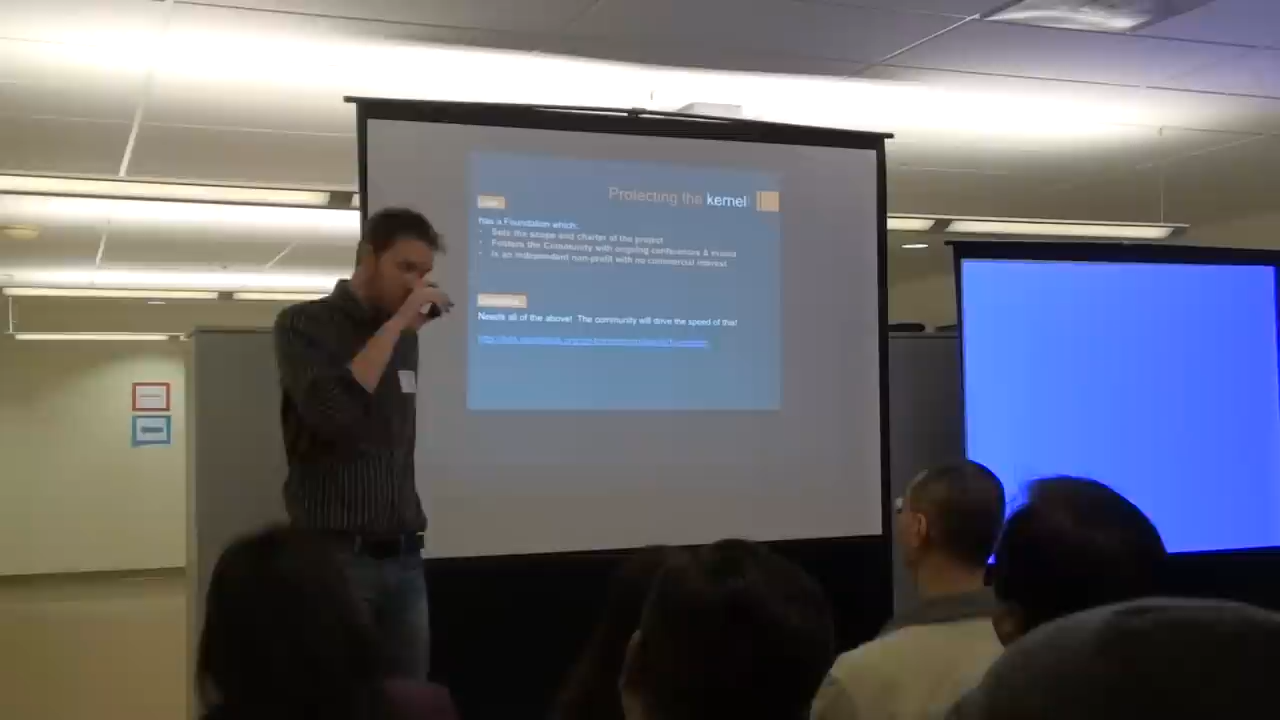 Protecting the kernel
Linux
has a Foundation which:
• Sets the scope and charter of the project
• Fosters the Community with ongoing conferences & events
• Is an independent non-profit with no commercial interest
Needs all of the above! The community will drive the speed of this!